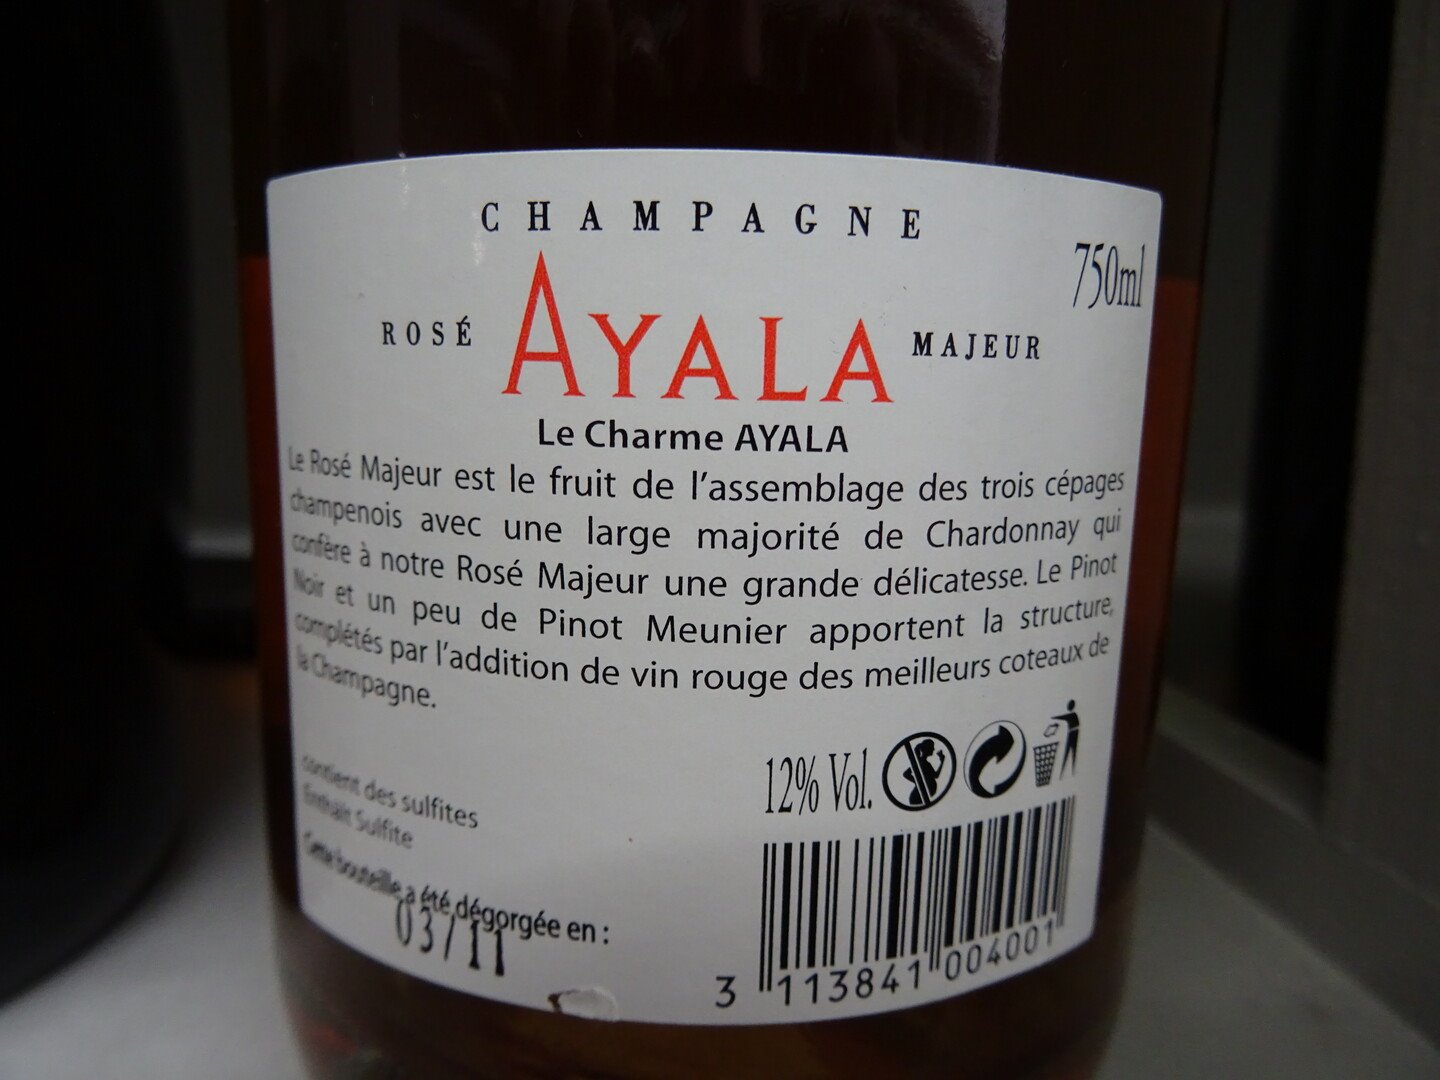 CHAMPAGNE
750ml
ROSÉ AYALA MAJEUR
Le Charme AYALA
Le Rosé Majeur est le fruit de l'assemblage des trois cépages
champenois avec une large majorité de Chardonnay qui
confère à notre Rosé Majeur une grande délicatesse. Le Pinot
Noir et un peu de Pinot Meunier apportent la structure,
complétés par l'addition de vin rouge des meilleurs coteaux de
la Champagne.
12% Vol.
contient des sulfites
Enthält Sulfite
Cette bouteille a été dégorgée en :
03/11
3 113841 004001